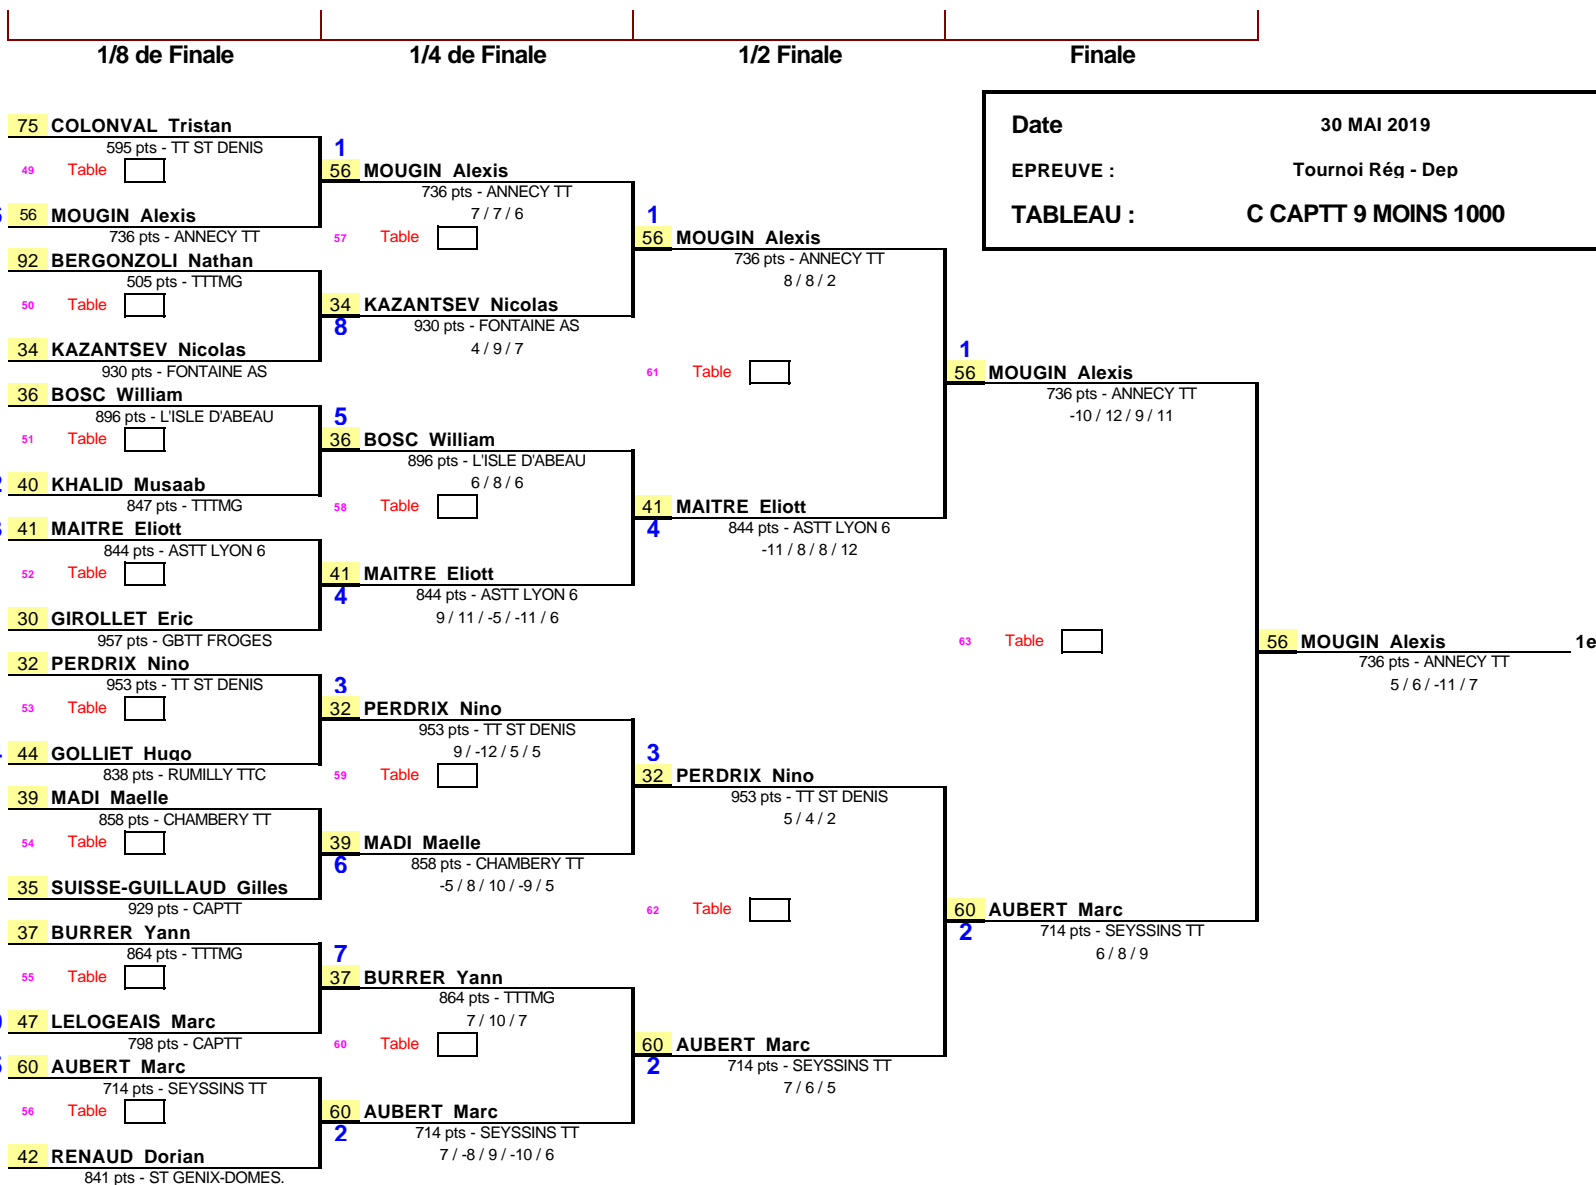 1/8 de Finale 1/4 de Finale 1/2 Finale Finale
Date 30 MAI 2019
EPREUVE : Tournoi Rég - Dep
TABLEAU : C CAPTT 9 MOINS 1000
75 COLONVAL Tristan
595 pts - TT ST DENIS
49 Table
56 MOUGIN Alexis
736 pts - ANNECY TT
92 BERGONZOLI Nathan
505 pts - TTTMG
50 Table
34 KAZANTSEV Nicolas
930 pts - FONTAINE AS
36 BOSC William
896 pts - L'ISLE D'ABEAU
51 Table
40 KHALID Musaab
847 pts - TTTMG
41 MAITRE Eliott
844 pts - ASTT LYON 6
52 Table
30 GIROLLET Eric
957 pts - GBTT FROGES
32 PERDRIX Nino
953 pts - TT ST DENIS
53 Table
44 GOLLIET Hugo
838 pts - RUMILLY TTC
39 MADI Maelle
858 pts - CHAMBERY TT
54 Table
35 SUISSE-GUILLAUD Gilles
929 pts - CAPTT
37 BURRER Yann
864 pts - TTTMG
55 Table
47 LELOGEAIS Marc
798 pts - CAPTT
60 AUBERT Marc
714 pts - SEYSSINS TT
56 Table
42 RENAUD Dorian
841 pts - ST GENIX-DOMES.
1
56 MOUGIN Alexis
736 pts - ANNECY TT
7 / 7 / 6
57 Table
34 KAZANTSEV Nicolas
8
930 pts - FONTAINE AS
4 / 9 / 7
5
36 BOSC William
896 pts - L'ISLE D'ABEAU
6 / 8 / 6
58 Table
41 MAITRE Eliott
4
844 pts - ASTT LYON 6
9 / 11 / -5 / -11 / 6
3
32 PERDRIX Nino
953 pts - TT ST DENIS
9 / -12 / 5 / 5
59 Table
39 MADI Maelle
6
858 pts - CHAMBERY TT
-5 / 8 / 10 / -9 / 5
7
37 BURRER Yann
864 pts - TTTMG
7 / 10 / 7
60 Table
60 AUBERT Marc
2
714 pts - SEYSSINS TT
7 / -8 / 9 / -10 / 6
1
56 MOUGIN Alexis
736 pts - ANNECY TT
8 / 8 / 2
61 Table
41 MAITRE Eliott
4
844 pts - ASTT LYON 6
-11 / 8 / 8 / 12
3
32 PERDRIX Nino
953 pts - TT ST DENIS
5 / 4 / 2
62 Table
60 AUBERT Marc
2
714 pts - SEYSSINS TT
7 / 6 / 5
1
56 MOUGIN Alexis
736 pts - ANNECY TT
-10 / 12 / 9 / 11
63 Table
60 AUBERT Marc
2
714 pts - SEYSSINS TT
6 / 8 / 9
56 MOUGIN Alexis 1e
736 pts - ANNECY TT
5 / 6 / -11 / 7